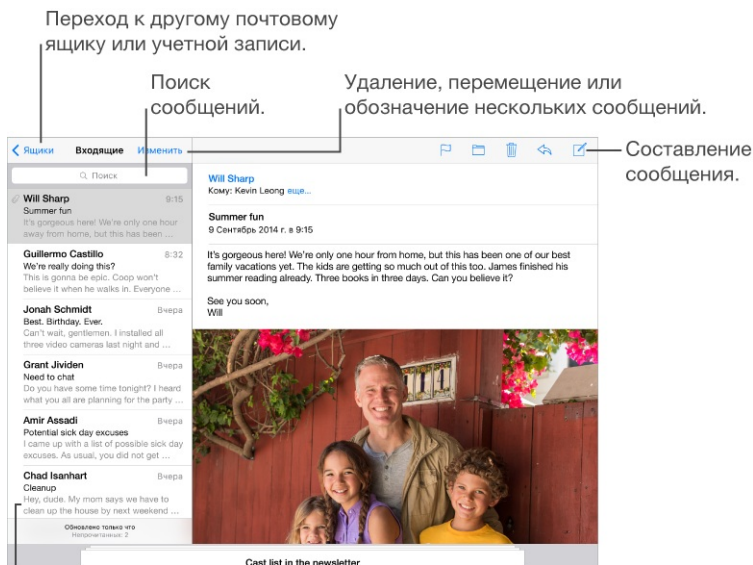 Переход к другому почтовому
ящику или учетной записи.
Поиск
сообщений.
Удаление, перемещение или
обозначение нескольких сообщений.
Ящики Входящие Изменить
Составление
сообщения.
Поиск
Will Sharp 9:15
Summer fun
It's gorgeous here! We're only one hour
away from home, but this has been ...
Guillermo Castillo 8:32
We're really doing this?
This is gonna be epic. Coop won't
believe it when he walks in. Everyone ...
Jonah Schmidt Вчера
Best. Birthday. Ever.
Can't wait, gentlemen. I installed all
three video cameras last night and ...
Grant Jividen Вчера
Need to chat
Do you have some time tonight? I heard
what you all are planning for the party ...
Amir Assadi Вчера
Potential sick day excuses
I came up with a list of possible sick day
excuses. As usual, you did not get ...
Chad Isanhart Вчера
Cleanup
Hey, dude. My mom says we have to
clean up the house by next weekend ...
Обновлено только что
Непрочитанных: 2
Will Sharp
Кому: Kevin Leong еще...
Summer fun
9 Сентябрь 2014 г. в 9:15
It's gorgeous here! We're only one hour from home, but this has been one of our best
family vacations yet. The kids are getting so much out of this too. James finished his
summer reading already. Three books in three days. Can you believe it?
See you soon,
Will
Cast list in the newsletter